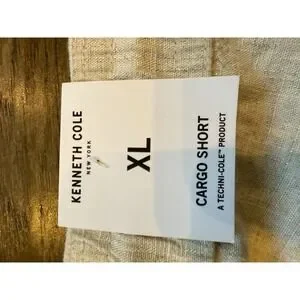 KENNETH COLE
NEW YORK
XL
CARGO SHORT
A TECHNI-COLE™ PRODUCT